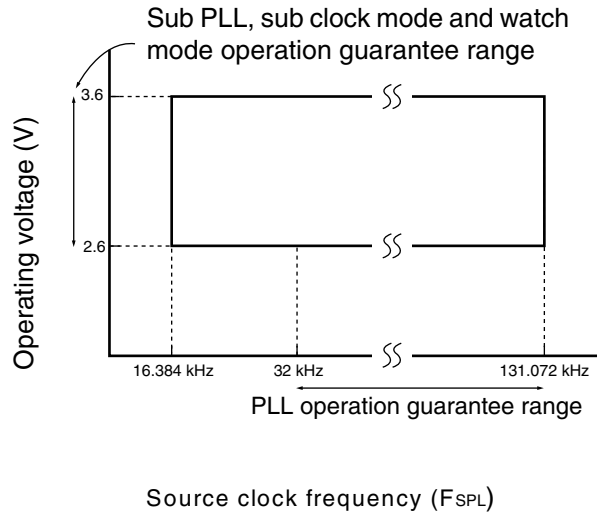 Sub PLL, sub clock mode and watch
mode operation guarantee range
3.6
2.6
Operating voltage (V)
16.384 kHz
32 kHz
131.072 kHz
PLL operation guarantee range
Source clock frequency (FSPL)